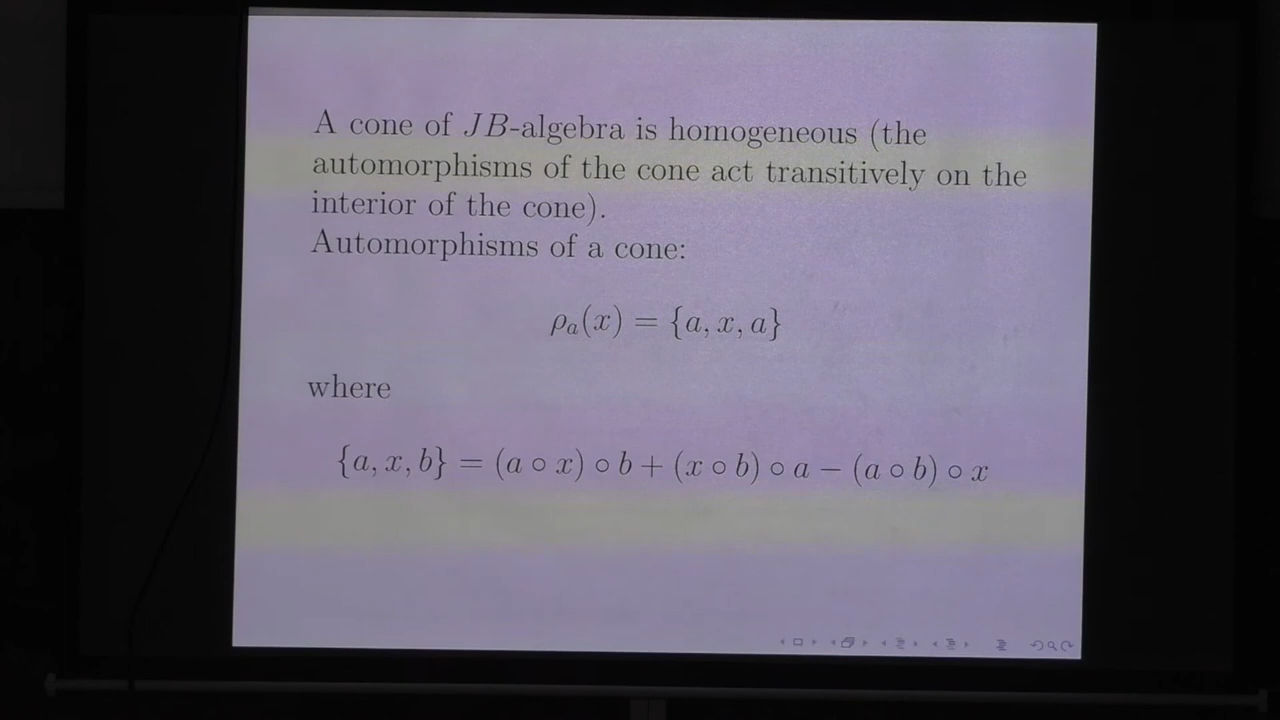 A cone of JB-algebra is homogeneous (the
automorphisms of the cone act transitively on the
interior of the cone).
Automorphisms of a cone:
ρₐ(x) = {a, x, a}
where
{a, x, b} = (a ∘ x) ∘ b + (x ∘ b) ∘ a − (a ∘ b) ∘ x